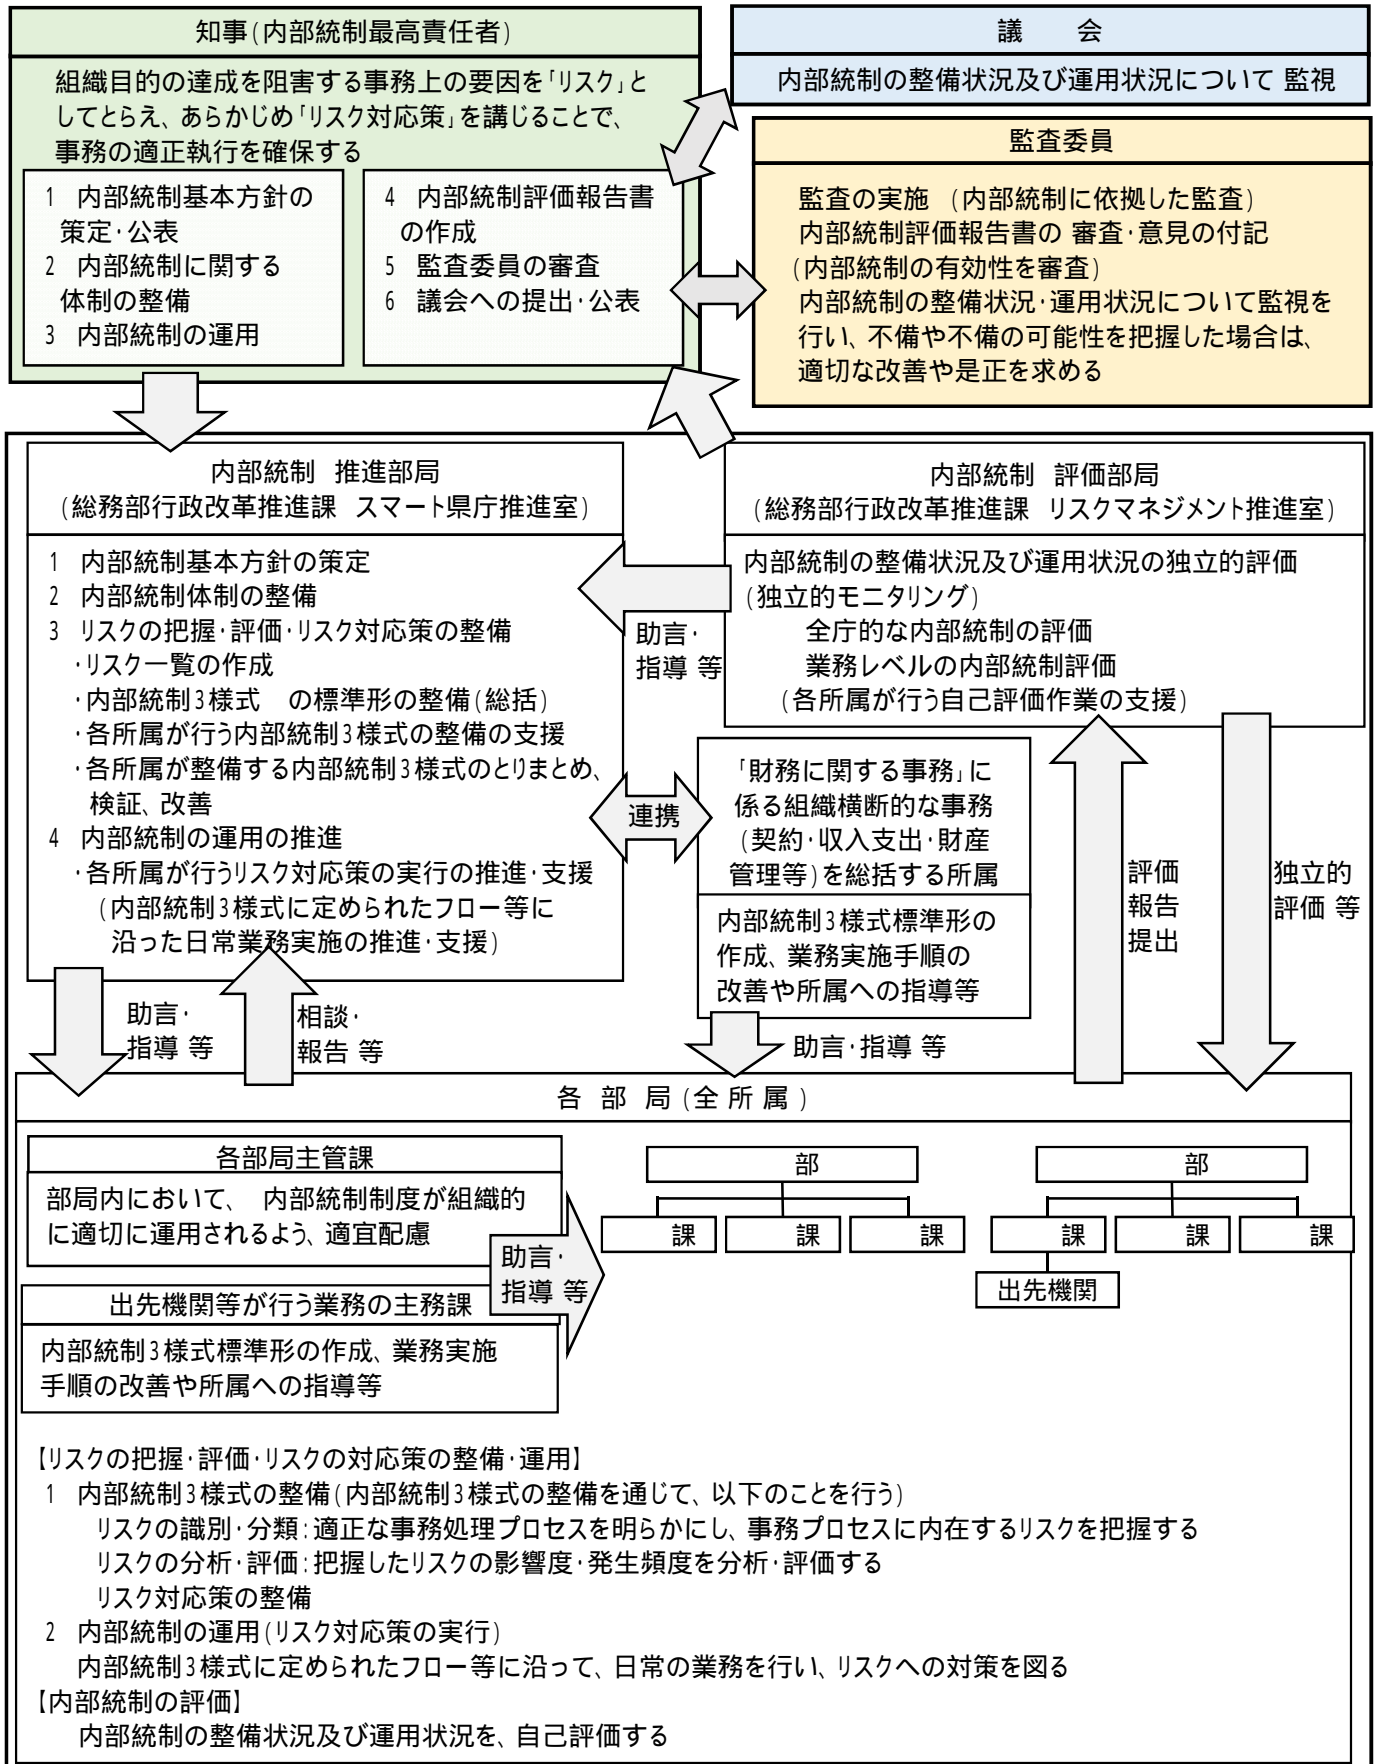 知事(内部統制最高責任者)
組織目的の達成を阻害する事務上の要因を「リスク」と
してとらえ、あらかじめ「リスク対応策」を講じることで、
事務の適正執行を確保する
1 内部統制基本方針の
策定・公表
2 内部統制に関する
体制の整備
3 内部統制の運用
4 内部統制評価報告書
の作成
5 監査委員の審査
6 議会への提出・公表
議 会
内部統制の整備状況及び運用状況について 監視
監査委員
監査の実施 (内部統制に依拠した監査)
内部統制評価報告書の 審査・意見の付記
(内部統制の有効性を審査)
内部統制の整備状況・運用状況について監視を
行い、不備や不備の可能性を把握した場合は、
適切な改善や是正を求める
内部統制 推進部局
(総務部行政改革推進課 スマート県庁推進室)
1 内部統制基本方針の策定
2 内部統制体制の整備
3 リスクの把握・評価・リスク対応策の整備
・リスク一覧の作成
・内部統制3様式 の標準形の整備(総括)
・各所属が行う内部統制3様式の整備の支援
・各所属が整備する内部統制3様式のとりまとめ、
検証、改善
4 内部統制の運用の推進
・各所属が行うリスク対応策の実行の推進・支援
(内部統制3様式に定められたフロー等に
沿った日常業務実施の推進・支援)
内部統制 評価部局
(総務部行政改革推進課 リスクマネジメント推進室)
内部統制の整備状況及び運用状況の独立的評価
(独立的モニタリング)
全庁的な内部統制の評価
業務レベルの内部統制評価
(各所属が行う自己評価作業の支援)
助言・
指導 等
連携
「財務に関する事務」に
係る組織横断的な事務
(契約・収入支出・財産
管理等)を総括する所属
内部統制3様式標準形の
作成、業務実施手順の
改善や所属への指導等
評価
報告
提出
独立的
評価 等
助言・
指導 等
相談・
報告 等
助言・指導 等
各 部 局(全所属)
各部局主管課
部局内において、 内部統制制度が組織的
に適切に運用されるよう、適宜配慮
出先機関等が行う業務の主務課
内部統制3様式標準形の作成、業務実施
手順の改善や所属への指導等
助言・
指導 等
部
課 課 課
部
課 課 課
出先機関
【リスクの把握・評価・リスクの対応策の整備・運用】
1 内部統制3様式の整備(内部統制3様式の整備を通じて、以下のことを行う)
リスクの識別・分類:適正な事務処理プロセスを明らかにし、事務プロセスに内在するリスクを把握する
リスクの分析・評価:把握したリスクの影響度・発生頻度を分析・評価する
リスク対応策の整備
2 内部統制の運用(リスク対応策の実行)
内部統制3様式に定められたフロー等に沿って、日常の業務を行い、リスクへの対策を図る
【内部統制の評価】
内部統制の整備状況及び運用状況を、自己評価する